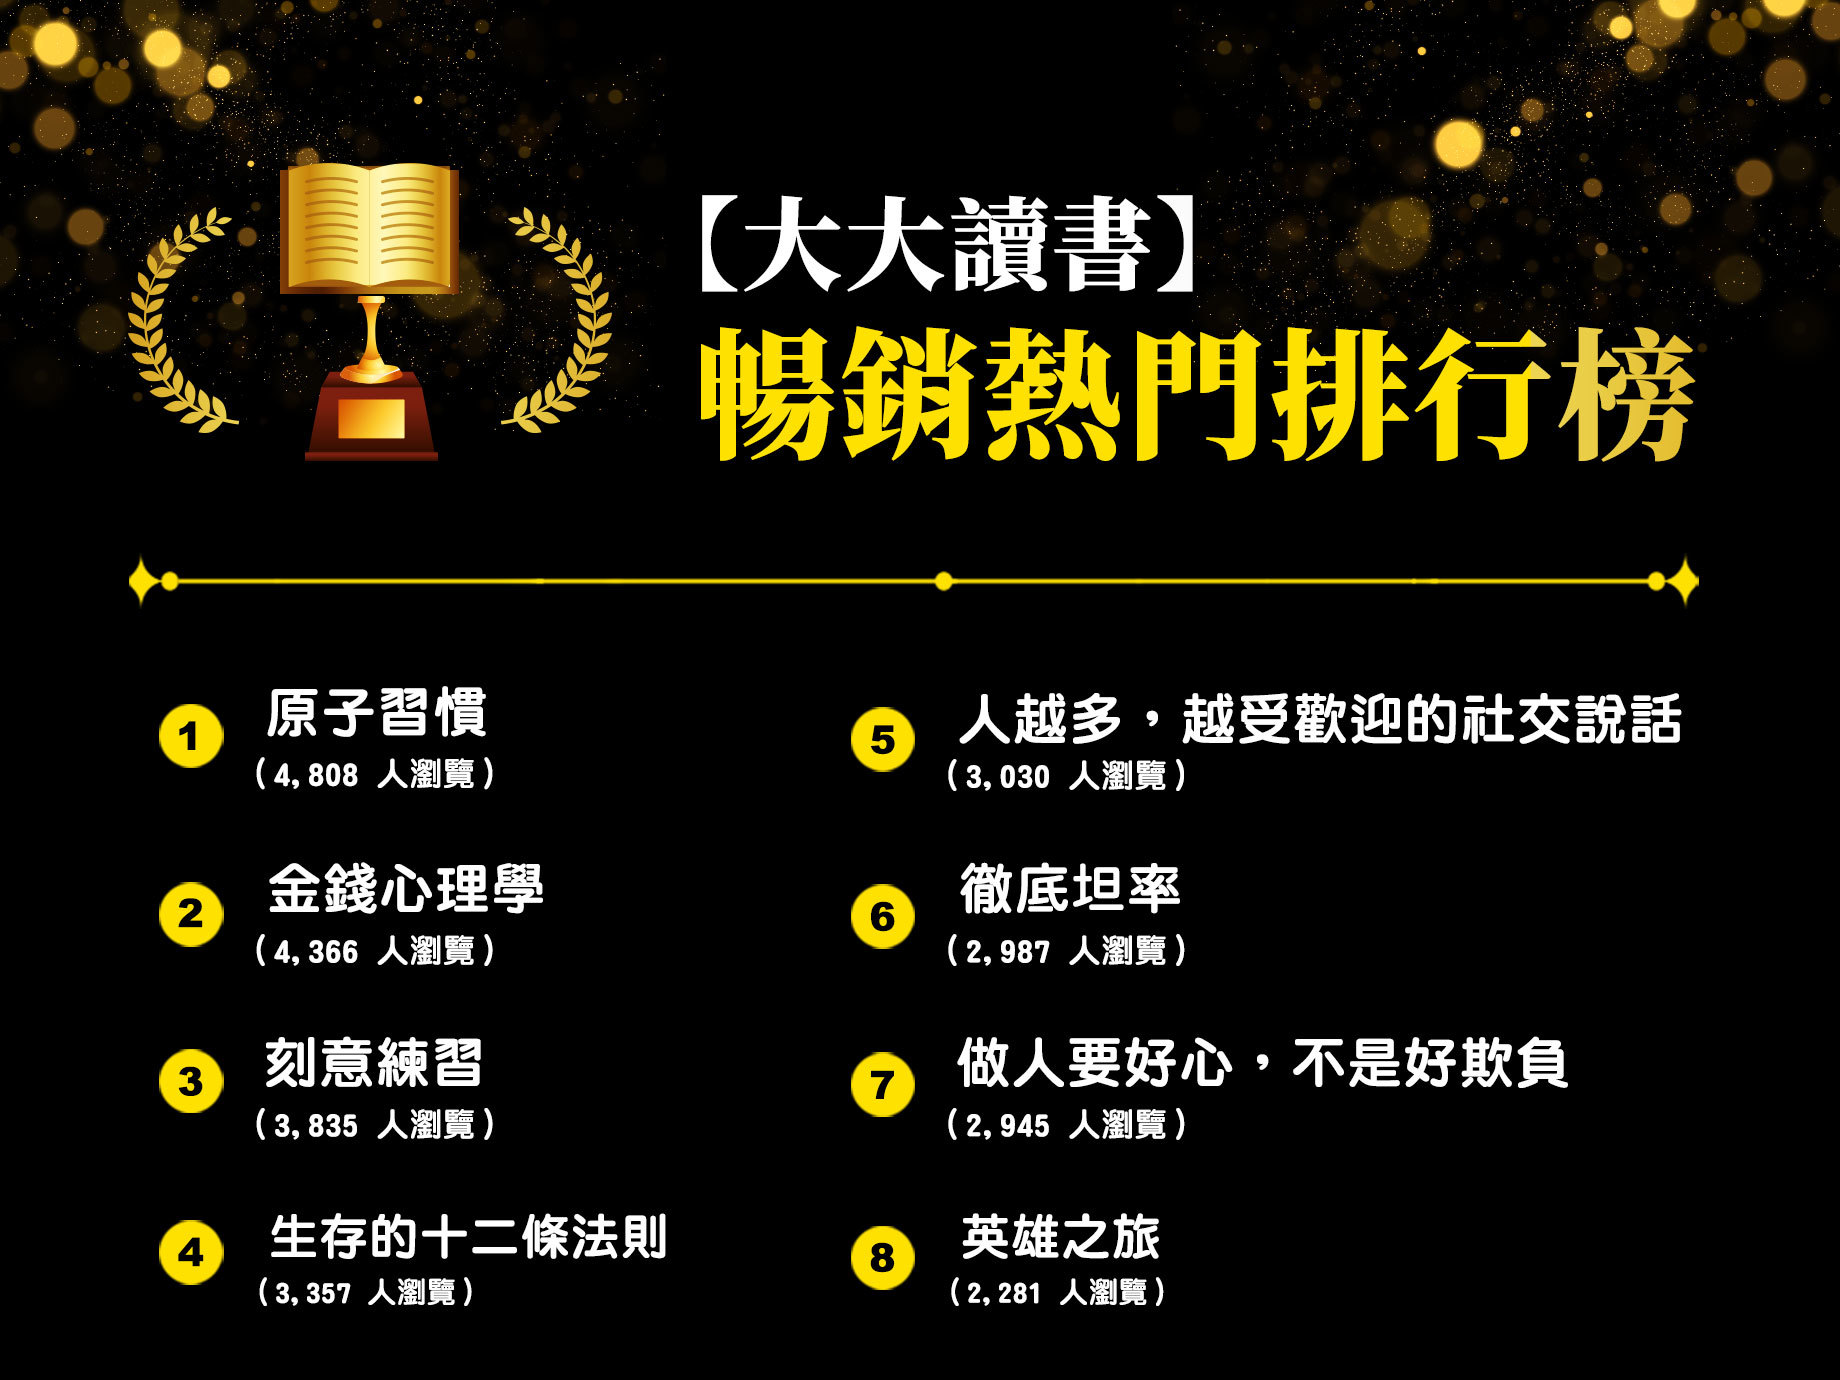 【大大讀書】
暢銷熱門排行榜
1 原子習慣
(4,808 人瀏覽)
2 金錢心理學
(4,366 人瀏覽)
3 刻意練習
(3,835 人瀏覽)
4 生存的十二條法則
(3,357 人瀏覽)
5 人越多,越受歡迎的社交說話
(3,030 人瀏覽)
6 徹底坦率
(2,987 人瀏覽)
7 做人要好心,不是好欺負
(2,945 人瀏覽)
8 英雄之旅
(2,281 人瀏覽)